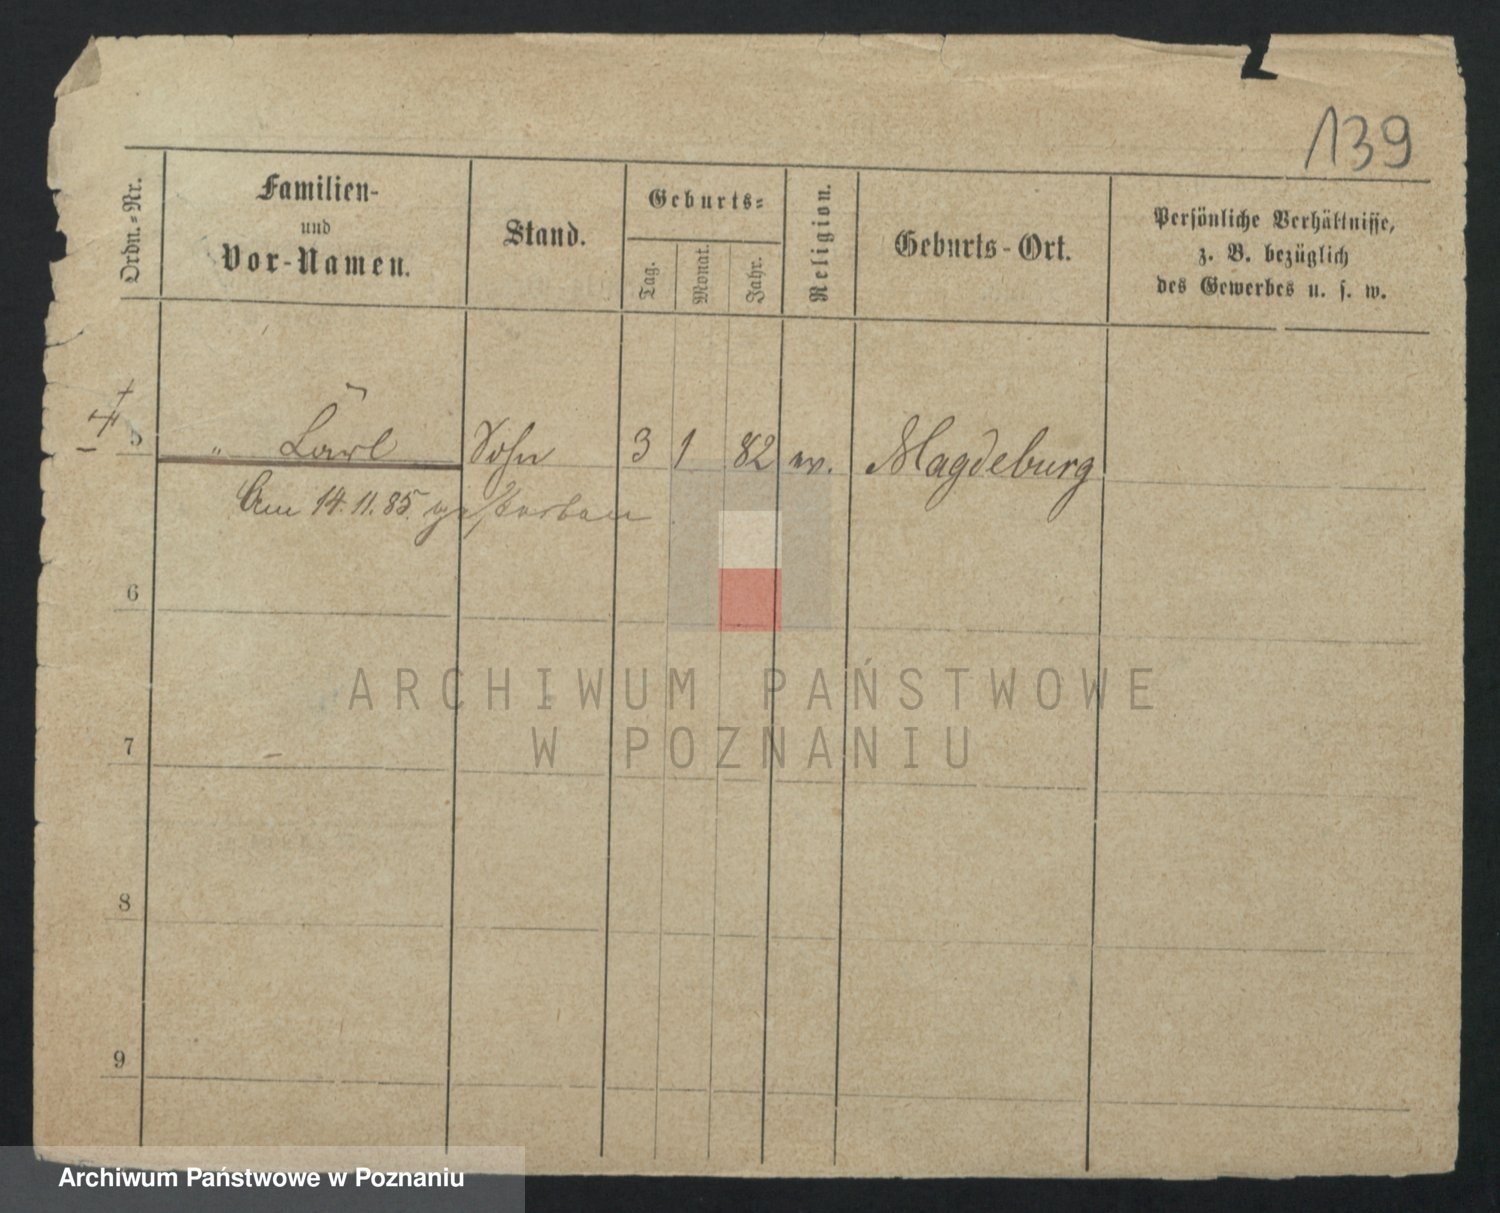 139
Ordn.-Nr.
Familien-
und
Vor-Namen.
Stand.
Geburts-
Tag.
Monat.
Jahr.
Religion.
Geburts-Ort.
Persönliche Verhältnisse,
z. B. bezüglich
des Gewerbes u. s. w.
5 " Carl Sohn 3 1 82 Magdeburg
Am 14.11.85. gestorben
6
ARCHIWUM PAŃSTWOWE
W POZNANIU
7
8
9
Archiwum Państwowe w Poznaniu